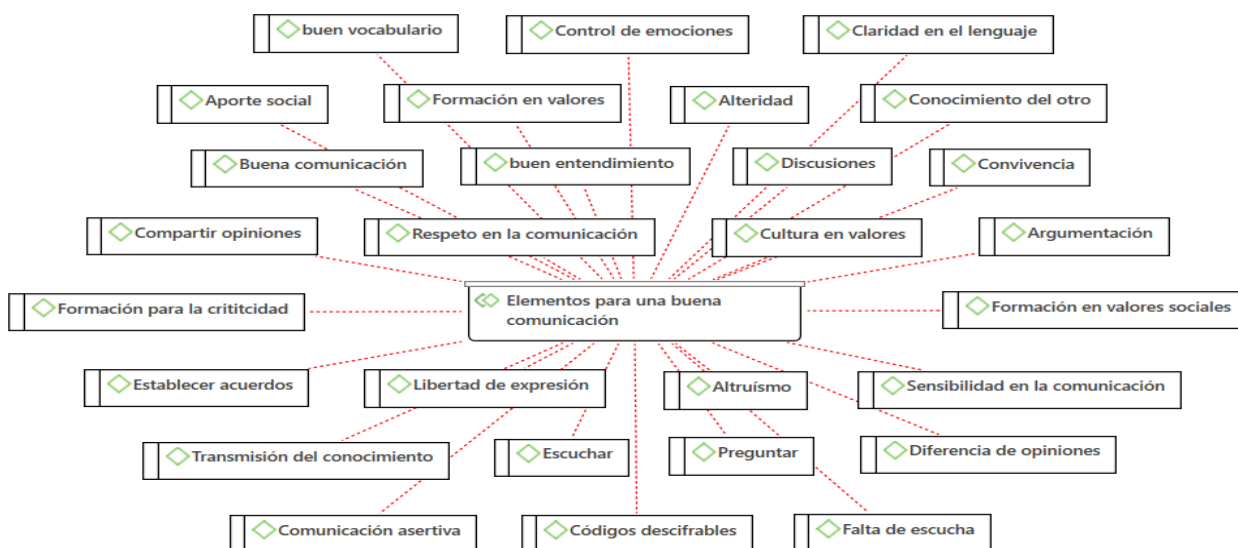 buen vocabulario
Control de emociones
Claridad en el lenguaje
Aporte social
Formación en valores
Alteridad
Conocimiento del otro
Buena comunicación
buen entendimiento
Discusiones
Convivencia
Compartir opiniones
Respeto en la comunicación
Cultura en valores
Argumentación
Elementos para una buena
comunicación
Formación para la crititcidad
Formación en valores sociales
Establecer acuerdos
Libertad de expresión
Altruísmo
Sensibilidad en la comunicación
Transmisión del conocimiento
Escuchar
Preguntar
Diferencia de opiniones
Comunicación asertiva
Códigos descifrables
Falta de escucha